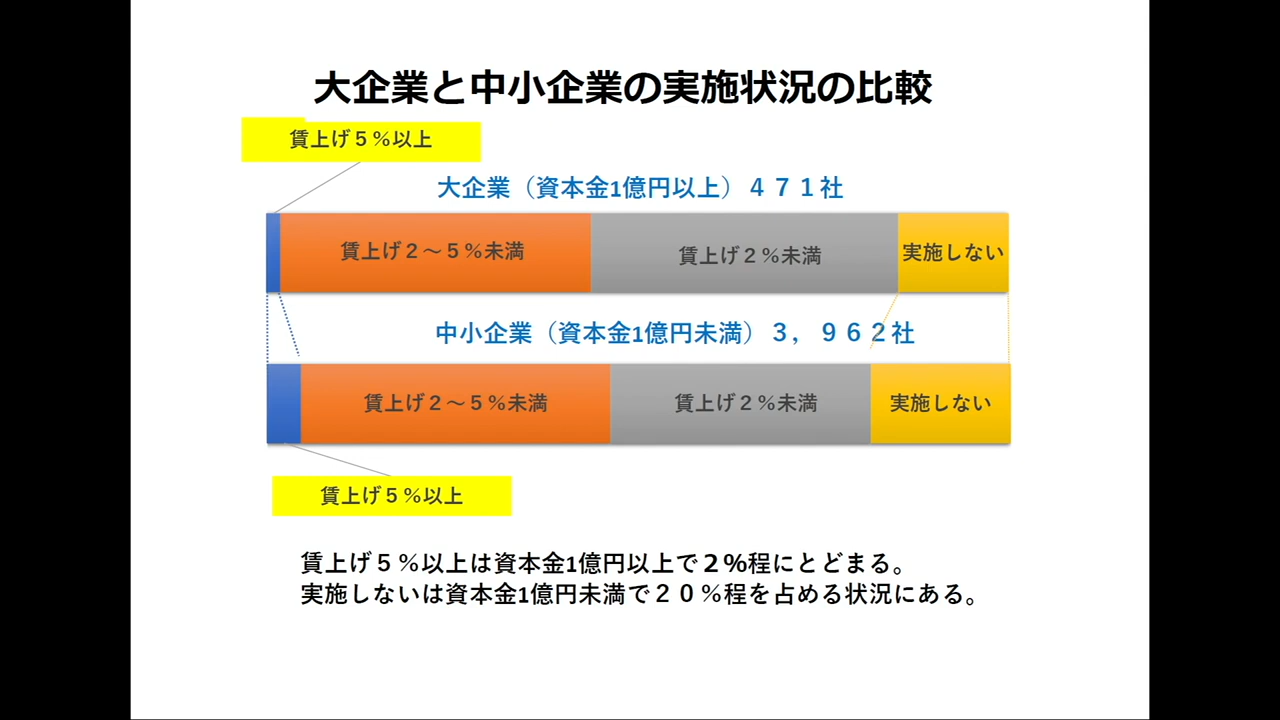 大企業と中小企業の実施状況の比較
賃上げ５％以上
大企業（資本金1億円以上）４７１社
賃上げ２～５％未満
賃上げ２％未満
実施しない
中小企業（資本金1億円未満）３，９６２社
賃上げ２～５％未満
賃上げ２％未満
実施しない
賃上げ５％以上
賃上げ５％以上は資本金1億円以上で２%程にとどまる。
実施しないは資本金1億円未満で２０％程を占める状況にある。